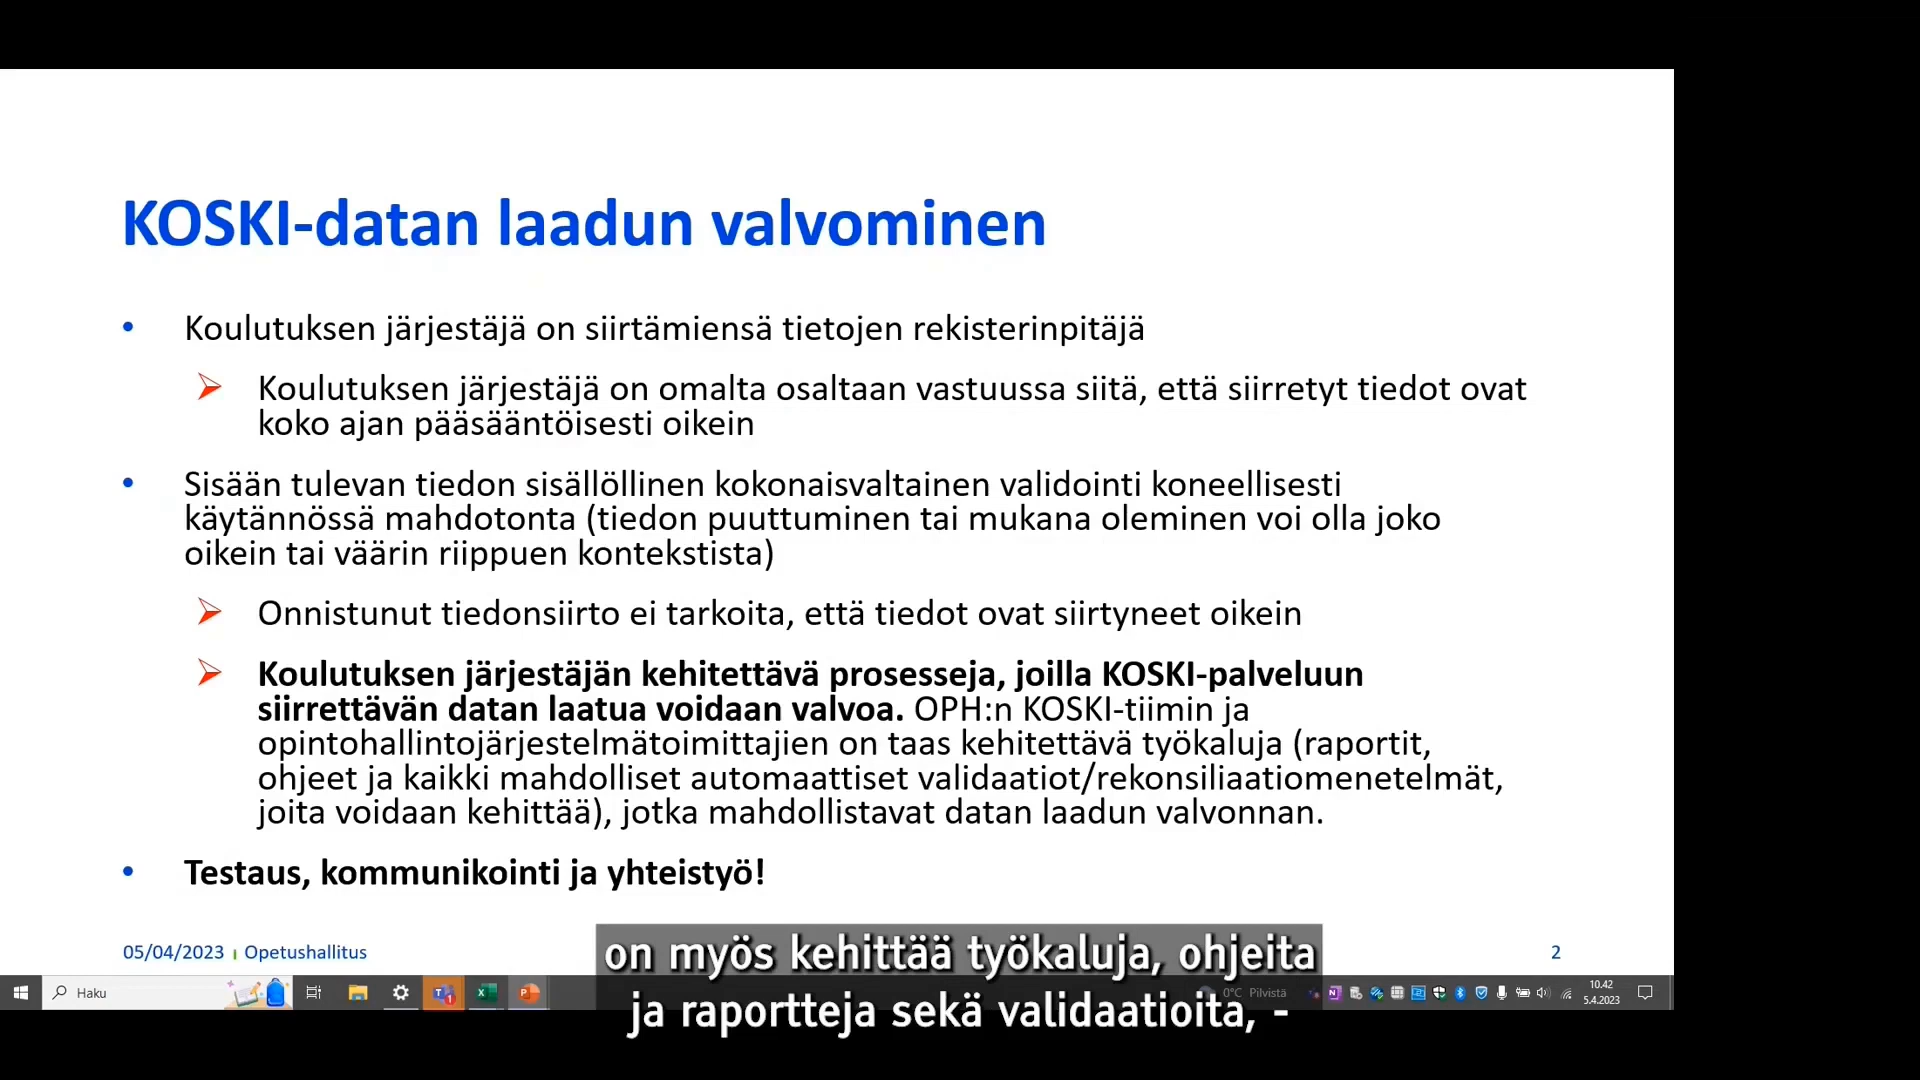 KOSKI-datan laadun valvominen
• Koulutuksen järjestäjä on siirtämiensä tietojen rekisterinpitäjä
Koulutuksen järjestäjä on omalta osaltaan vastuussa siitä, että siirretyt tiedot ovat
koko ajan pääsääntöisesti oikein
• Sisään tulevan tiedon sisällöllinen kokonaisvaltainen validointi koneellisesti
käytännössä mahdotonta (tiedon puuttuminen tai mukana oleminen voi olla joko
oikein tai väärin riippuen kontekstista)
Onnistunut tiedonsiirto ei tarkoita, että tiedot ovat siirtyneet oikein
Koulutuksen järjestäjän kehitettävä prosesseja, joilla KOSKI-palveluun
siirrettävän datan laatua voidaan valvoa. OPH:n KOSKI-tiimin ja
opintohallintojärjestelmätoimittajien on taas kehitettävä työkaluja (raportit,
ohjeet ja kaikki mahdolliset automaattiset validaatiot/rekonsiliaatiomenetelmät,
joita voidaan kehittää), jotka mahdollistavat datan laadun valvonnan.
• Testaus, kommunikointi ja yhteistyö!
05/04/2023 Opetushallitus
2
on myös kehittää työkaluja, ohjeita
ja raportteja sekä validaatioita, -
Haku
0°C Pilvistä
10.42
5.4.2023